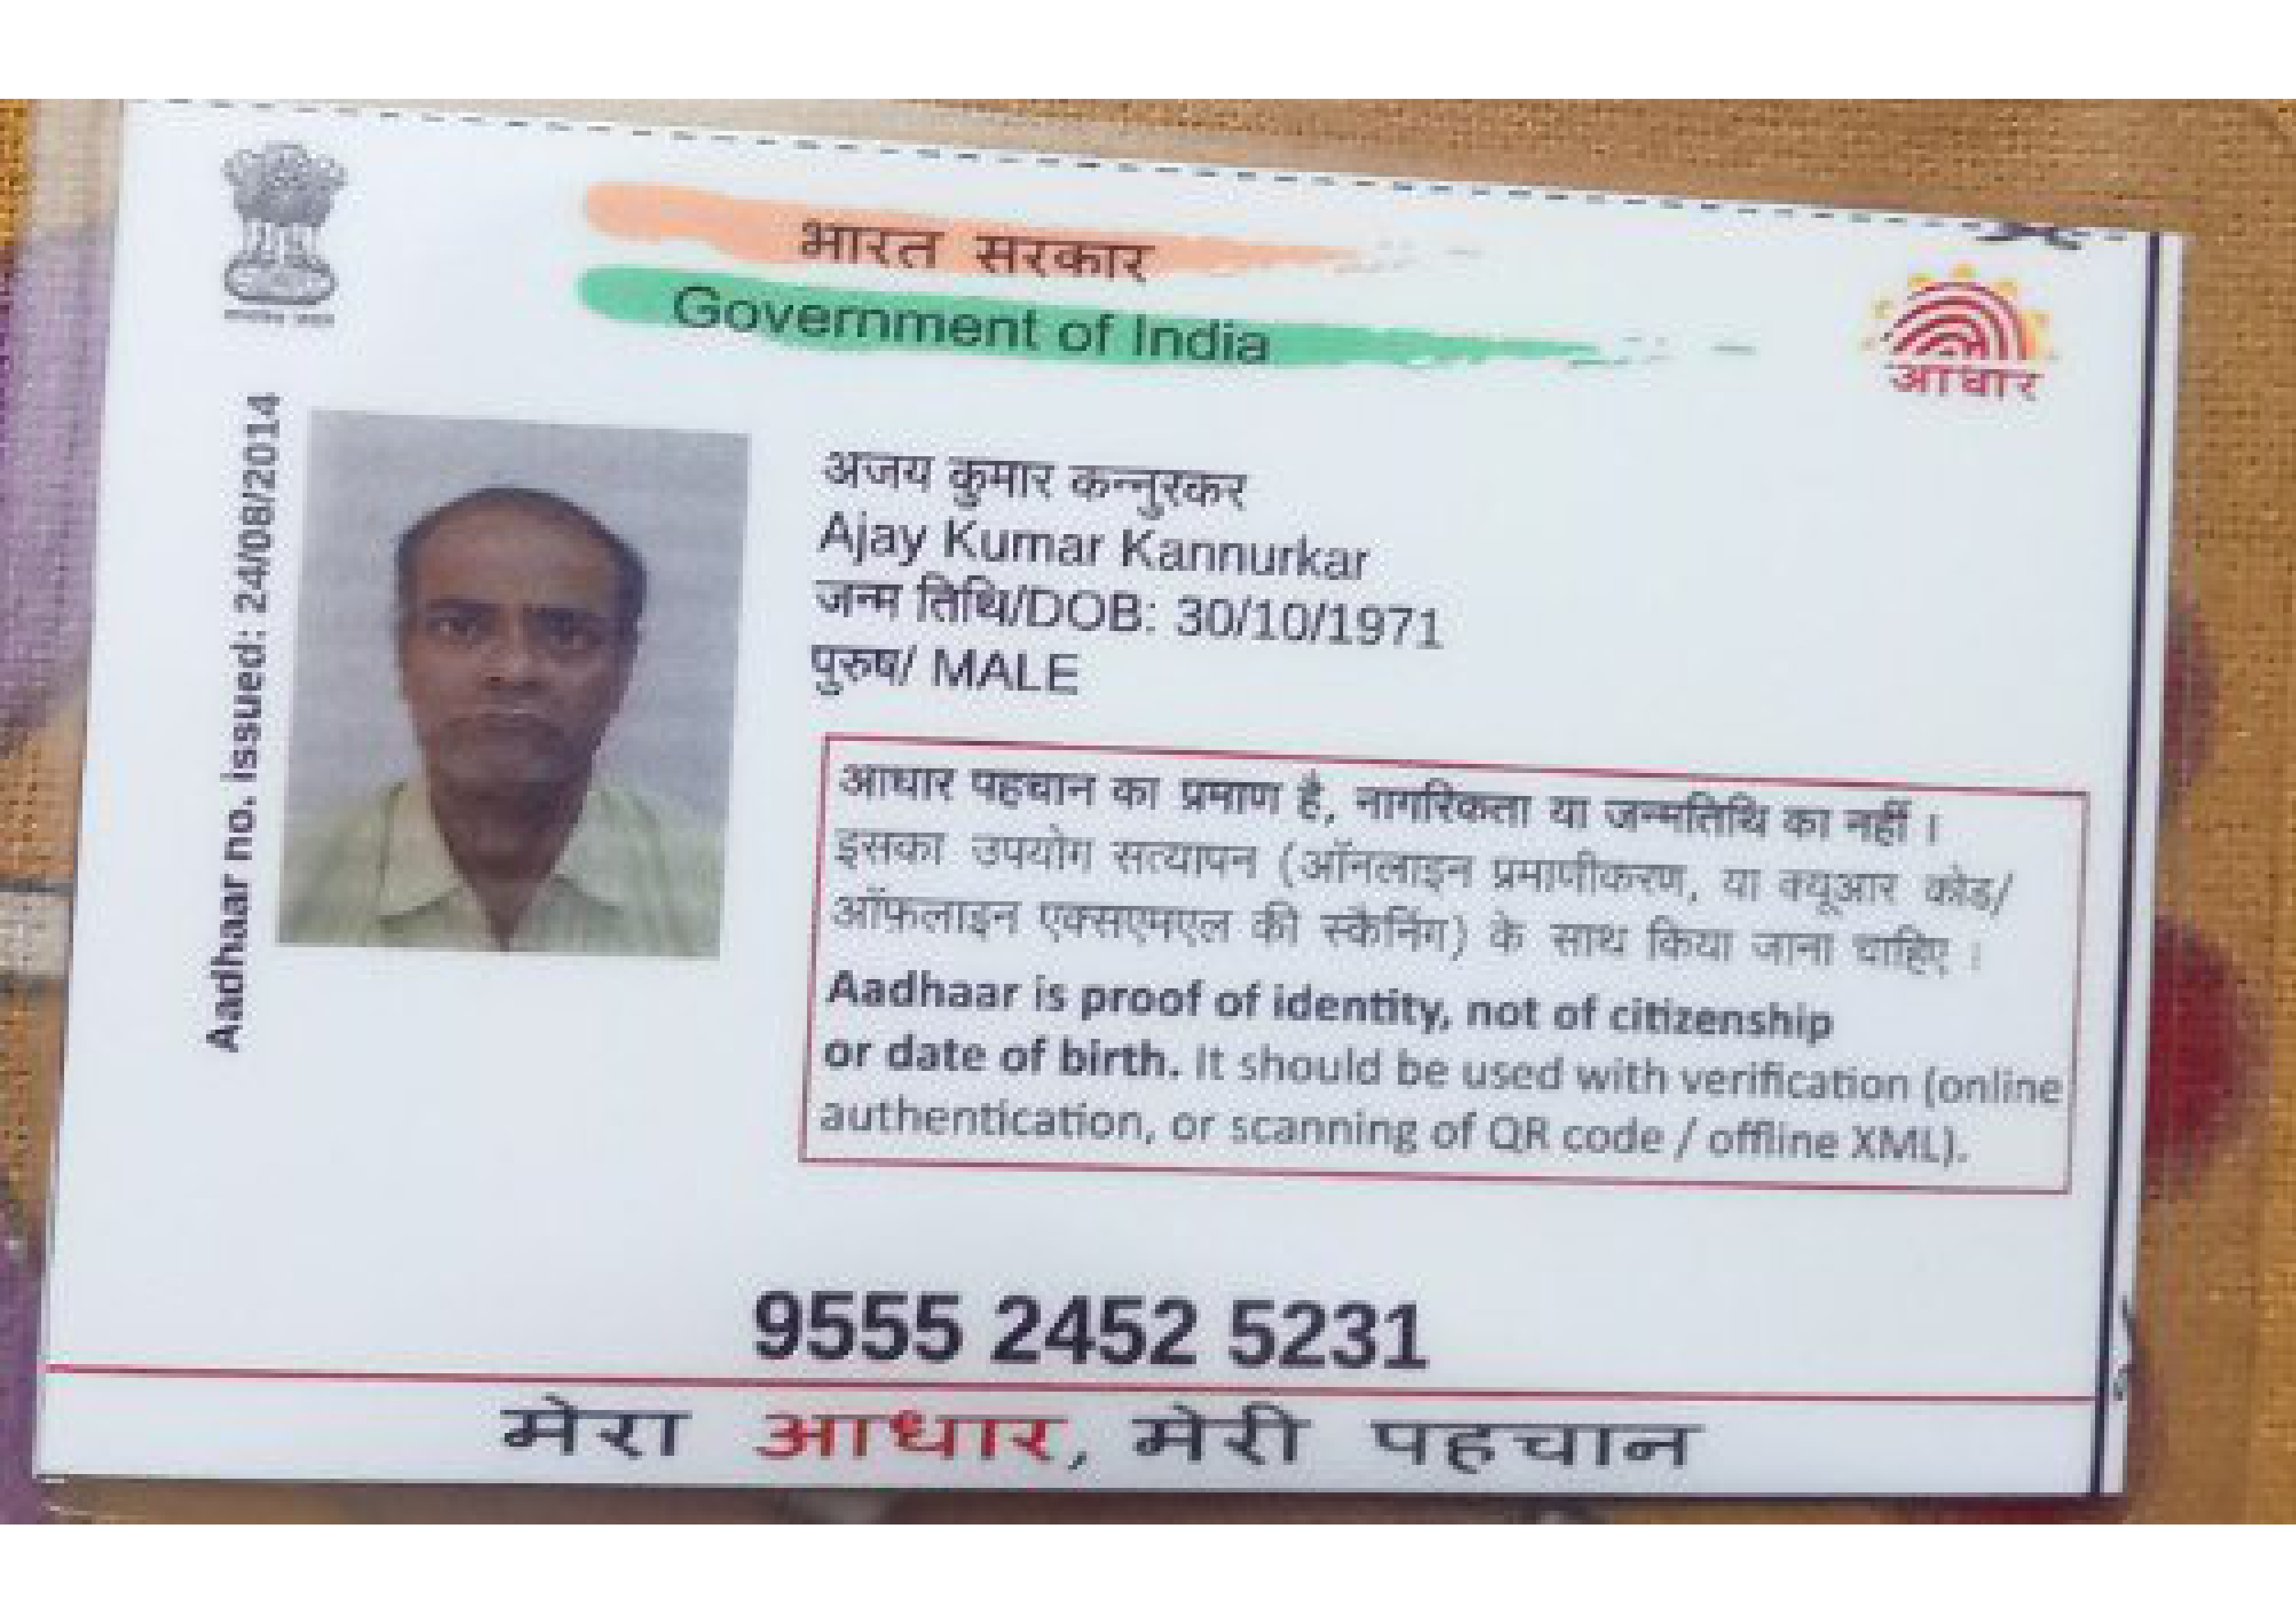 भारत सरकार
Government of India
आधार
Aadhaar no. issued: 24/08/2014
अजय कुमार कन्नुरकर
Ajay Kumar Kannurkar
जन्म तिथि/DOB: 30/10/1971
पुरुष/ MALE
आधार पहचान का प्रमाण है, नागरिकता या जन्मतिथि का नहीं ।
इसका उपयोग सत्यापन (ऑनलाइन प्रमाणीकरण, या क्यूआर कोड/
ऑफ़लाइन एक्सएमएल की स्कैनिंग) के साथ किया जाना चाहिए ।
Aadhaar is proof of identity, not of citizenship
or date of birth. It should be used with verification (online
authentication, or scanning of QR code / offline XML).
9555 2452 5231
मेरा आधार, मेरी पहचान